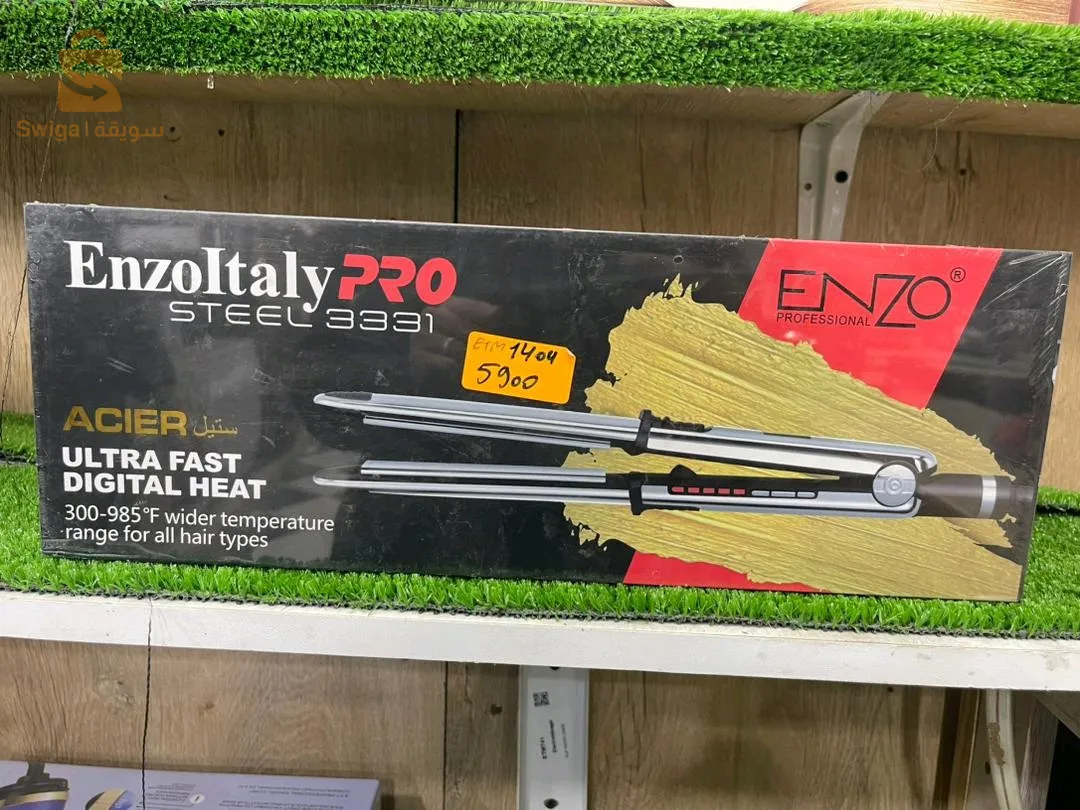 Swiga | سويقة
EnzoItaly PRO
STEEL 3331
ENZO®
PROFESSIONAL
ETM 1404
5900
ACIER ستيل
ULTRA FAST
DIGITAL HEAT
300-985°F wider temperature
range for all hair types